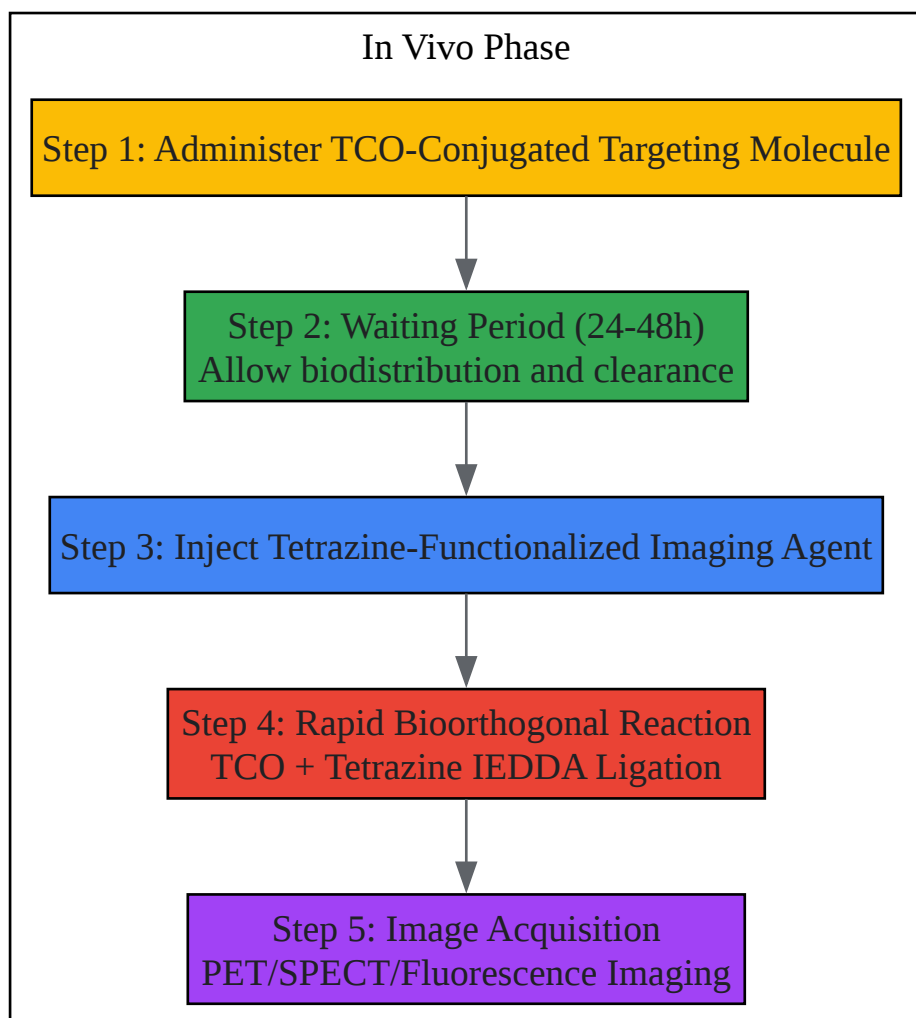 In Vivo Phase
Step 1: Administer TCO-Conjugated Targeting Molecule
Step 2: Waiting Period (24-48h)
Allow biodistribution and clearance
Step 3: Inject Tetrazine-Functionalized Imaging Agent
Step 4: Rapid Bioorthogonal Reaction
TCO + Tetrazine IEDDA Ligation
Step 5: Image Acquisition
PET/SPECT/Fluorescence Imaging